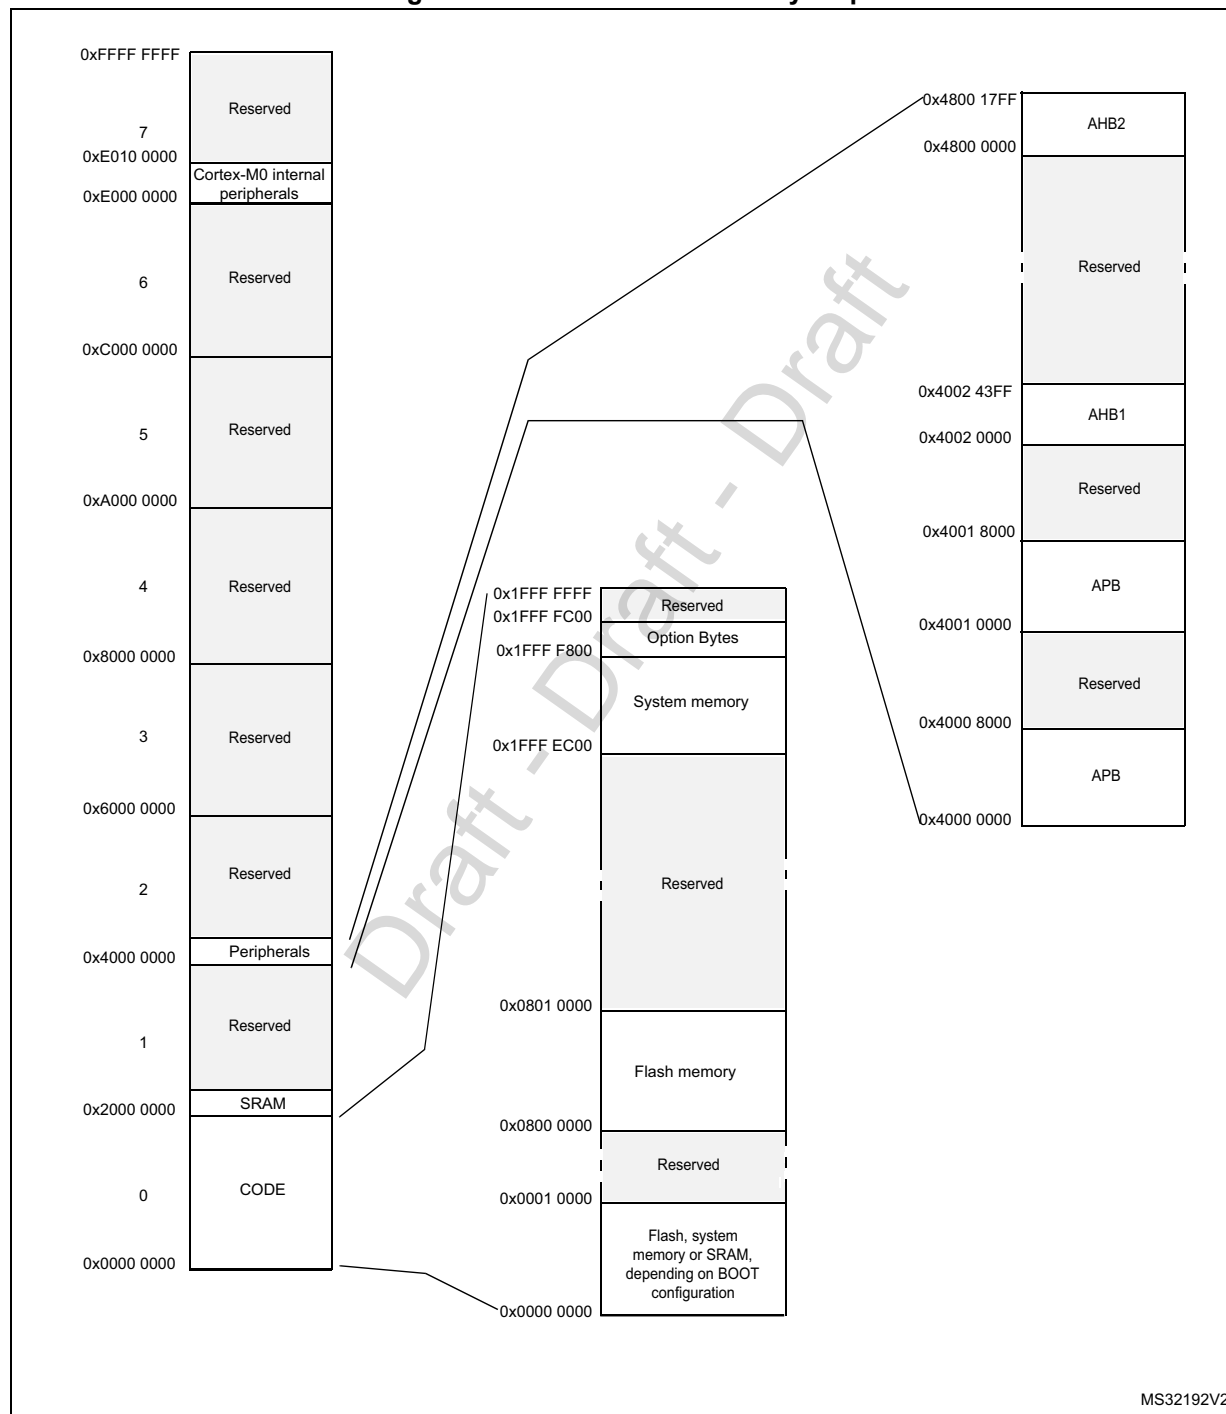 0xFFFF FFFF
Reserved
7
0xE010 0000
Cortex-M0 internal
peripherals
0xE000 0000
Reserved
6
0xC000 0000
Reserved
5
0xA000 0000
Reserved
4
0x8000 0000
Reserved
3
0x6000 0000
Reserved
2
Peripherals
0x4000 0000
Reserved
1
SRAM
0x2000 0000
CODE
0
0x0000 0000
0x1FFF FFFF
Reserved
0x1FFF FC00
Option Bytes
0x1FFF F800
System memory
0x1FFF EC00
Reserved
0x0801 0000
Flash memory
0x0800 0000
Reserved
0x0001 0000
Flash, system
memory or SRAM,
depending on BOOT
configuration
0x0000 0000
0x4800 17FF
AHB2
0x4800 0000
Reserved
0x4002 43FF
AHB1
0x4002 0000
Reserved
0x4001 8000
APB
0x4001 0000
Reserved
0x4000 8000
APB
0x4000 0000
Draft - Draft - Draft
MS32192V2